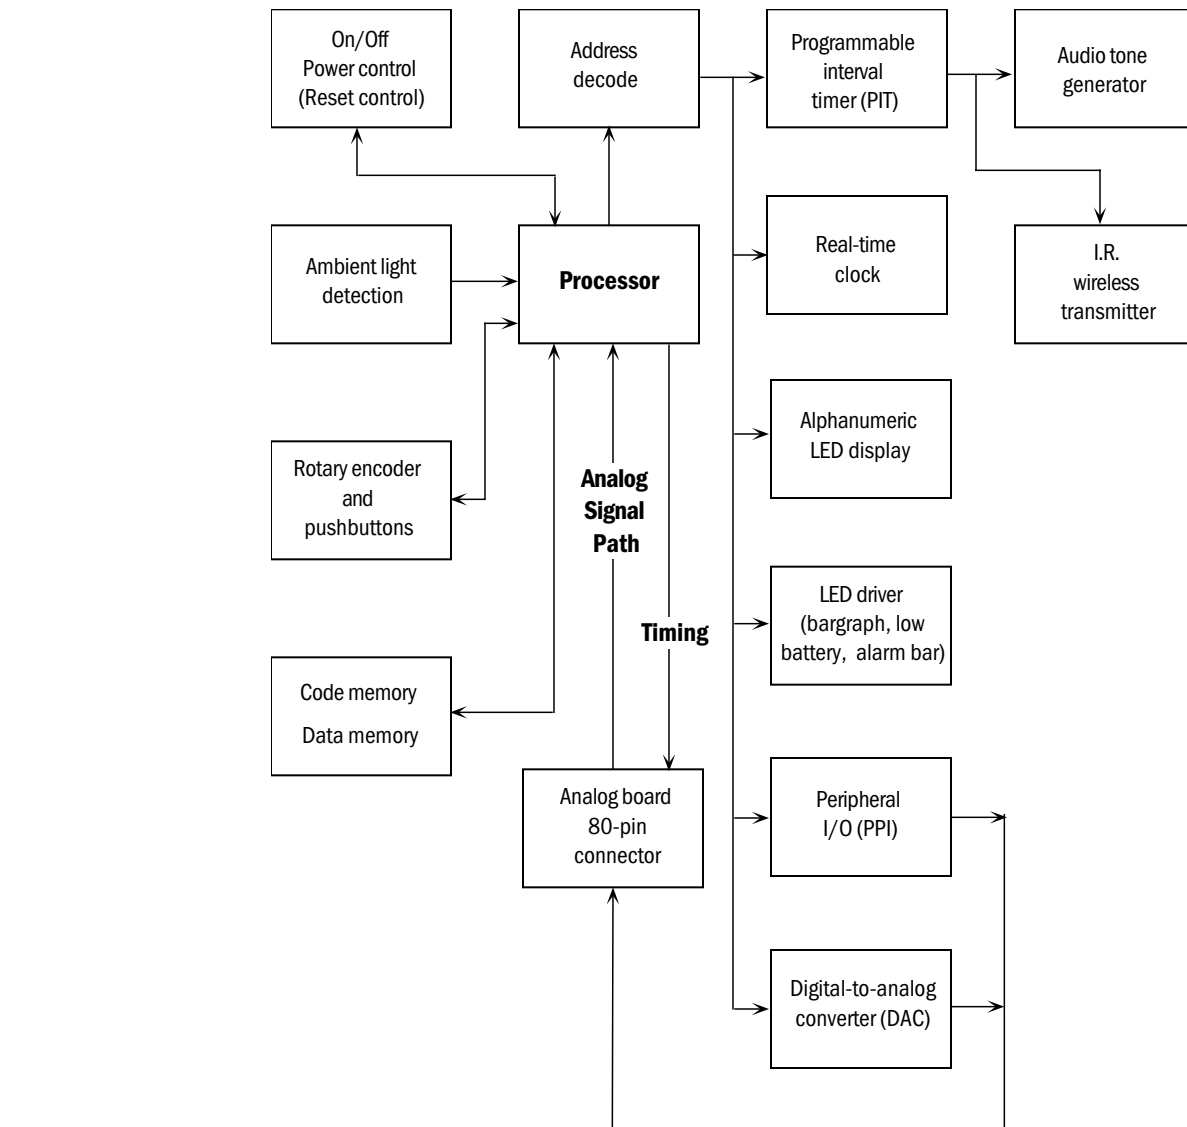 On/Off
Power control
(Reset control)
Address
decode
Programmable
interval
timer (PIT)
Audio tone
generator
Ambient light
detection
Processor
Real-time
clock
I.R.
wireless
transmitter
Rotary encoder
and
pushbuttons
Analog
Signal
Path
Alphanumeric
LED display
Timing
LED driver
(bargraph, low
battery, alarm bar)
Code memory
Data memory
Analog board
80-pin
connector
Peripheral
I/O (PPI)
Digital-to-analog
converter (DAC)